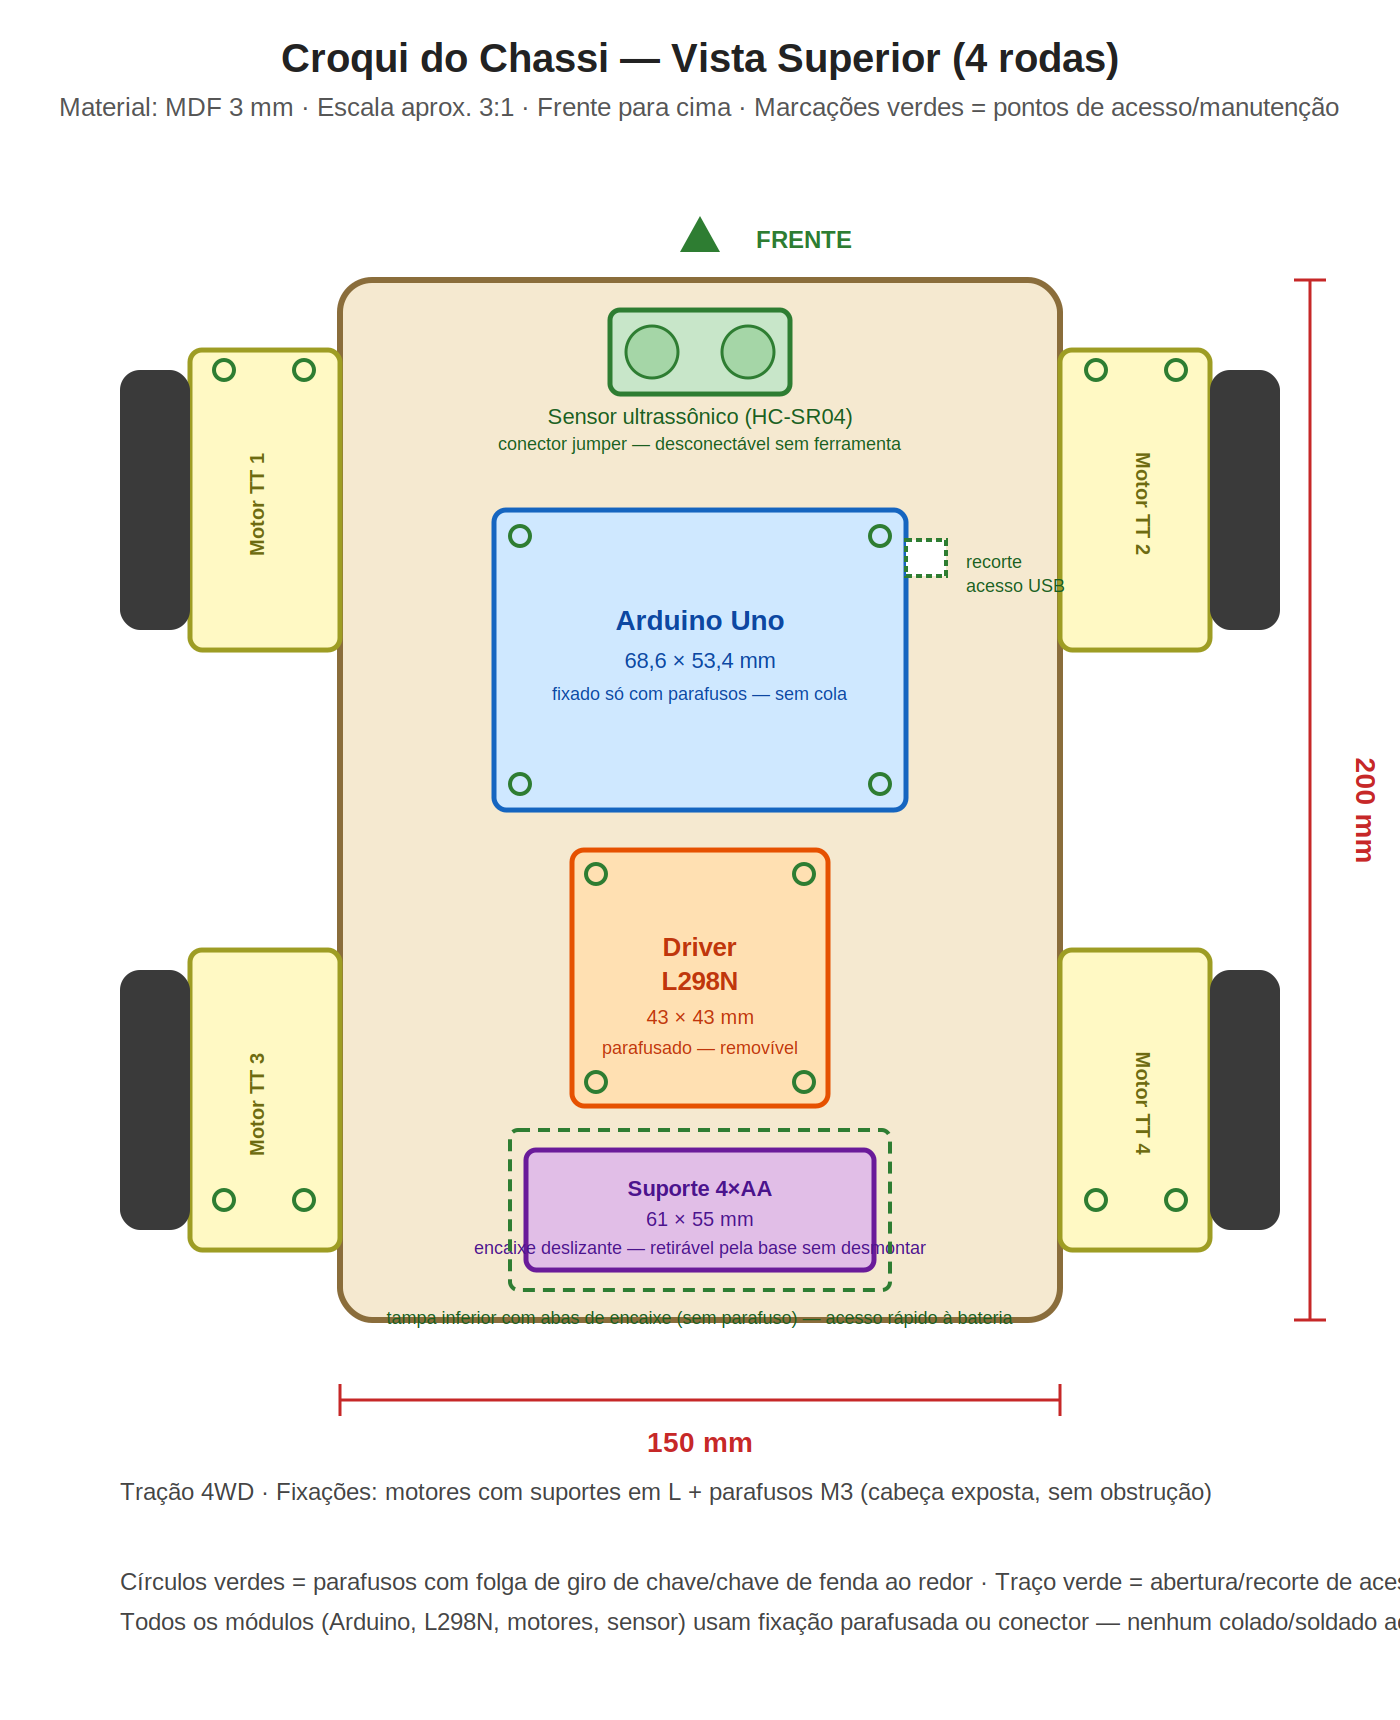 Croqui do Chassi — Vista Superior (4 rodas)
Material: MDF 3 mm · Escala aprox. 3:1 · Frente para cima · Marcações verdes = pontos de acesso/manutenção
FRENTE
Sensor ultrassônico (HC-SR04)
conector jumper — desconectável sem ferramenta
Motor TT 1
Motor TT 2
recorte
acesso USB
Arduino Uno
68,6 × 53,4 mm
fixado só com parafusos — sem cola
200 mm
Driver
L298N
43 × 43 mm
parafusado — removível
Motor TT 3
Motor TT 4
Suporte 4×AA
61 × 55 mm
encaixe deslizante — retirável pela base sem desmontar
tampa inferior com abas de encaixe (sem parafuso) — acesso rápido à bateria
150 mm
Tração 4WD · Fixações: motores com suportes em L + parafusos M3 (cabeça exposta, sem obstrução)
Círculos verdes = parafusos com folga de giro de chave/chave de fenda ao redor · Traço verde = abertura/recorte de
Todos os módulos (Arduino, L298N, motores, sensor) usam fixação parafusada ou conector — nenhum colado/soldado